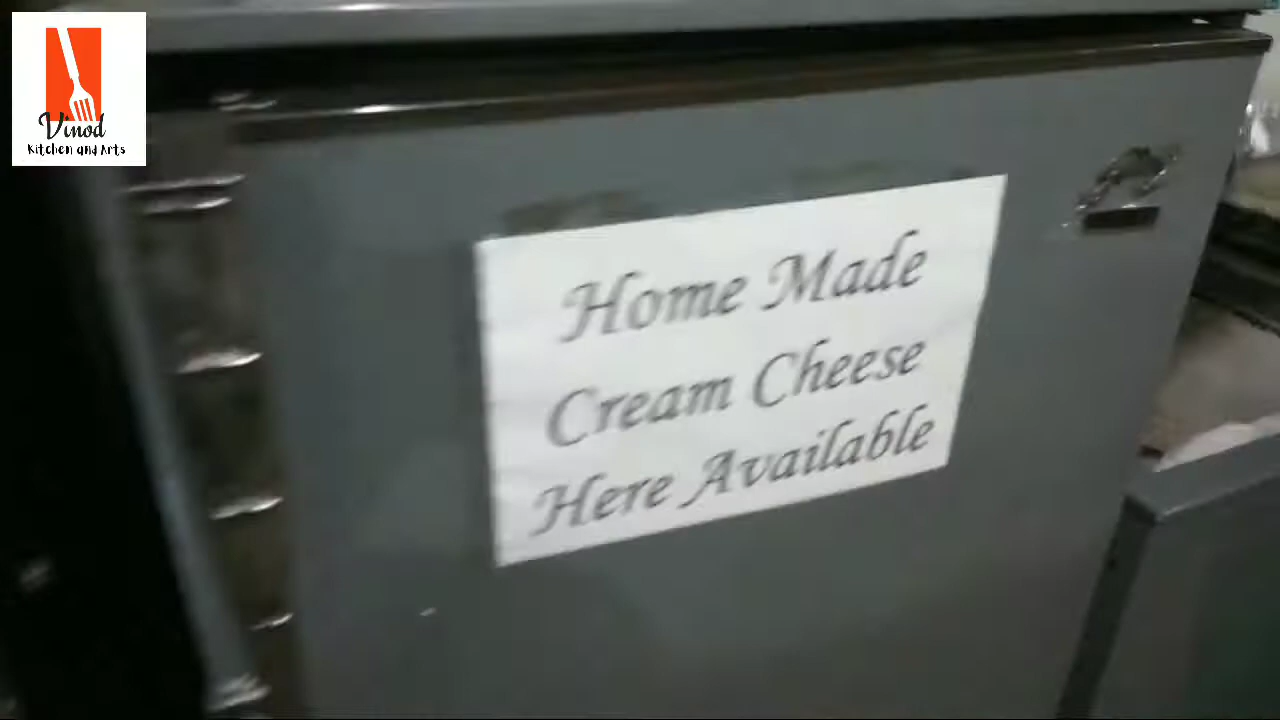 Vinod
Kitchen and Arts
Home Made
Cream Cheese
Here Available